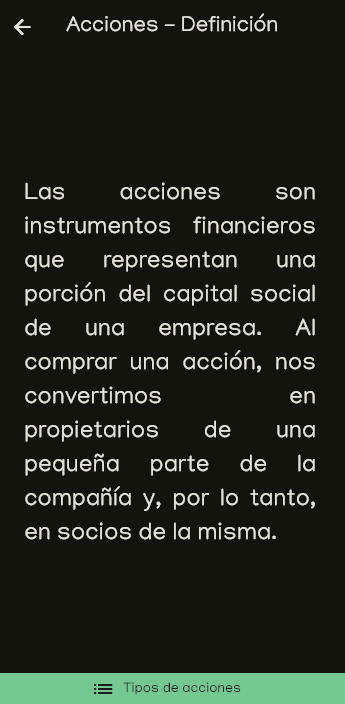 Acciones – Definición
Las acciones son
instrumentos financieros
que representan una
porción del capital social
de una empresa. Al
comprar una acción, nos
convertimos en
propietarios de una
pequeña parte de la
compañía y, por lo tanto,
en socios de la misma.
Tipos de acciones